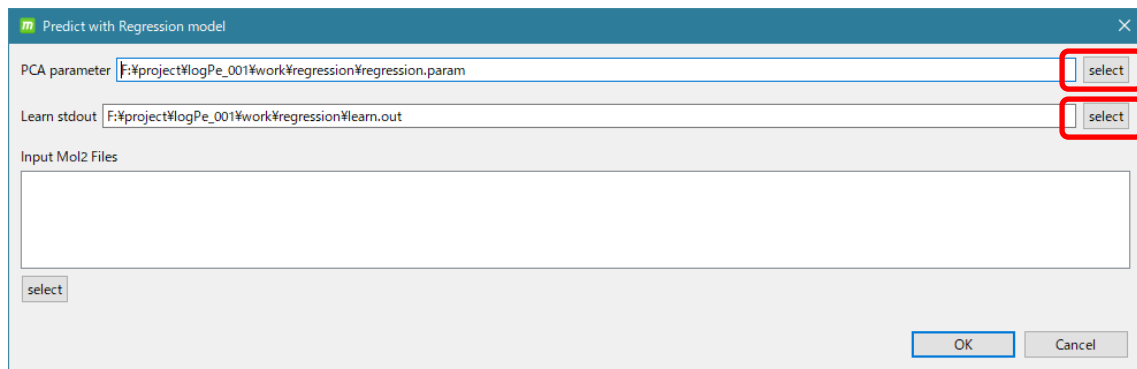 m Predict with Regression model
PCA parameter F:¥project¥logPe_001¥work¥regression¥regression.param select
Learn stdout F:¥project¥logPe_001¥work¥regression¥learn.out select
Input Mol2 Files
select
OK Cancel